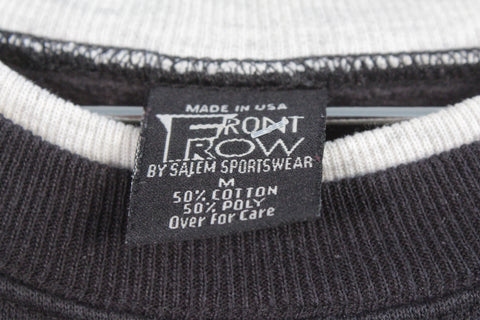 MADE IN USA
FRONT
ROW
BY SALEM SPORTSWEAR
M
50% COTTON
50% POLY
Over For Care